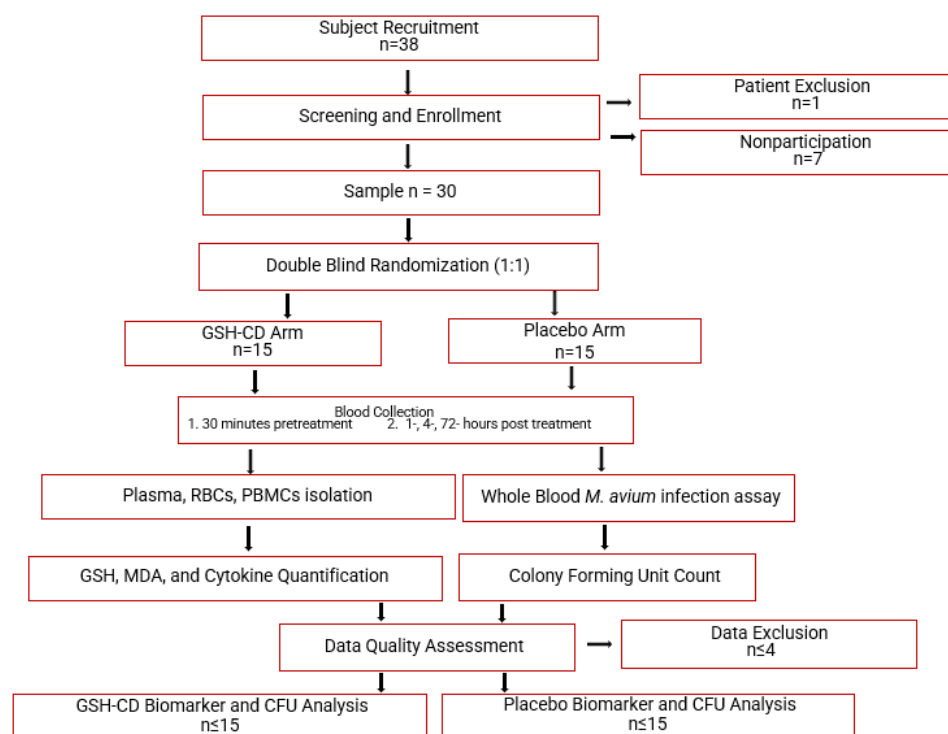 Subject Recruitment
n=38
Screening and Enrollment
Patient Exclusion
n=1
Nonparticipation
n=7
Sample n = 30
Double Blind Randomization (1:1)
GSH-CD Arm
n=15
Placebo Arm
n=15
Blood Collection
1. 30 minutes pretreatment 2. 1-, 4-, 72- hours post treatment
Plasma, RBCs, PBMCs isolation
Whole Blood M. avium infection assay
GSH, MDA, and Cytokine Quantification
Colony Forming Unit Count
Data Quality Assessment
Data Exclusion
n≤4
GSH-CD Biomarker and CFU Analysis
n≤15
Placebo Biomarker and CFU Analysis
n≤15